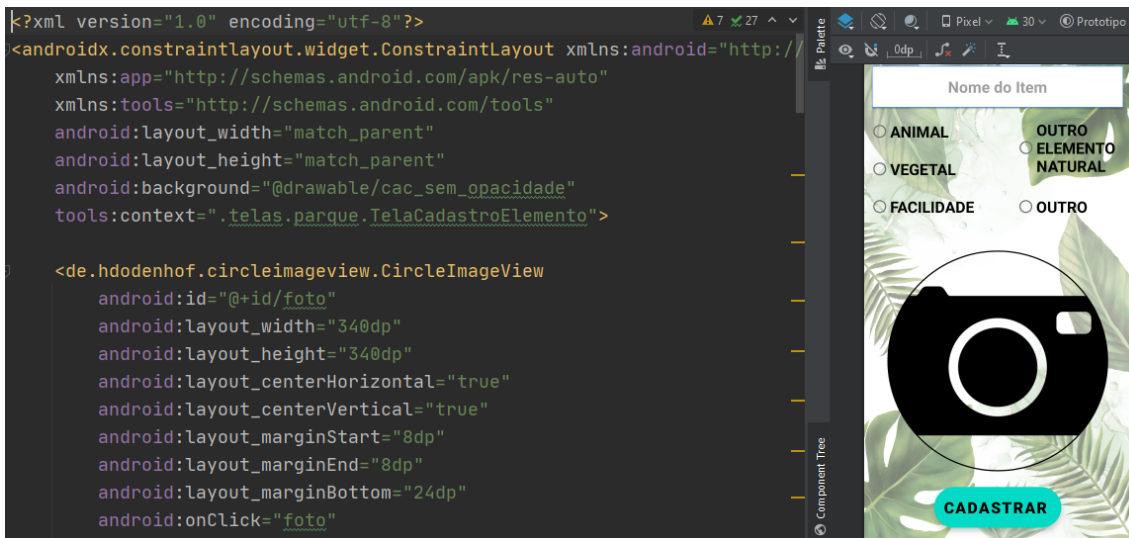 <?xml version="1.0" encoding="utf-8"?>
7 27
<androidx.constraintlayout.widget.ConstraintLayout xmlns:android="http://
xmlns:app="http://schemas.android.com/apk/res-auto"
xmlns:tools="http://schemas.android.com/tools"
android:layout_width="match_parent"
android:layout_height="match_parent"
android:background="@drawable/cac_sem_opacidade"
tools:context=".telas.parque.TelaCadastroElemento">
<de.hdodenhof.circleimageview.CircleImageView
android:id="@+id/foto"
android:layout_width="340dp"
android:layout_height="340dp"
android:layout_centerHorizontal="true"
android:layout_centerVertical="true"
android:layout_marginStart="8dp"
android:layout_marginEnd="8dp"
android:layout_marginBottom="24dp"
android:onClick="foto"
Palette
Component Tree
Pixel 30 Prototipo
0dp
Nome do Item
ANIMAL
OUTRO
ELEMENTO
NATURAL
VEGETAL
FACILIDADE
OUTRO
CADASTRAR